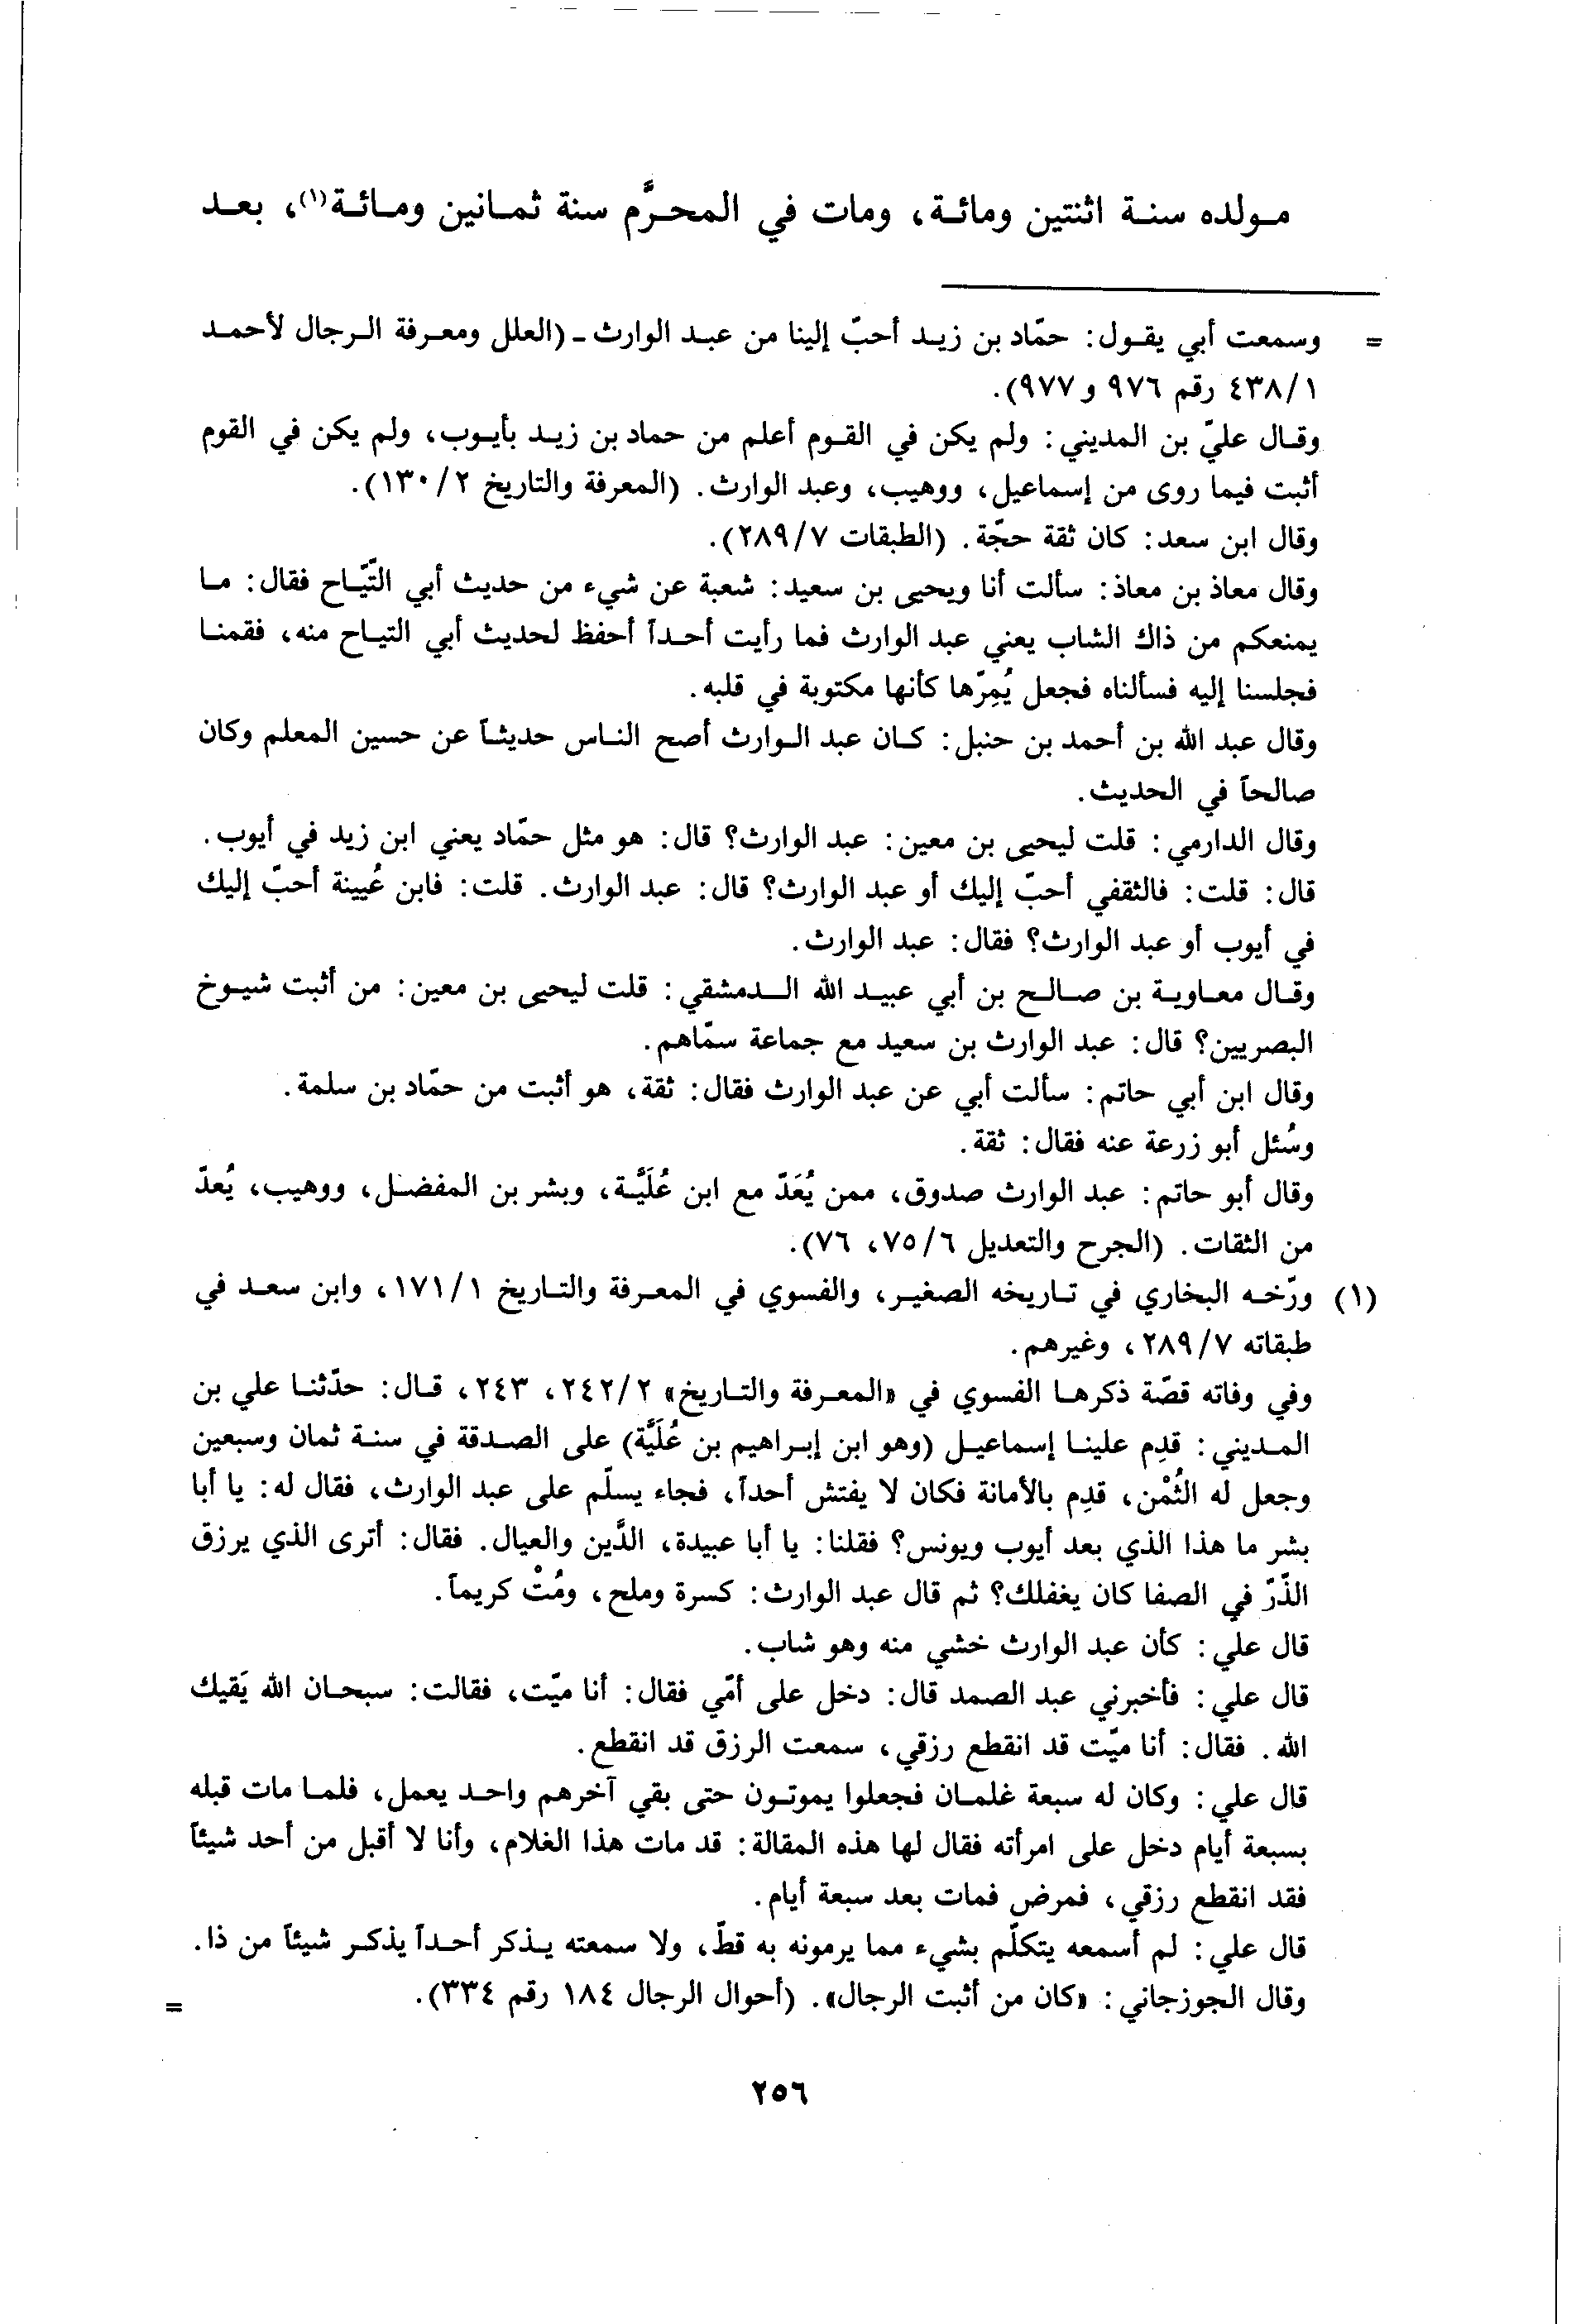 مولده سنة اثنتين ومائة، ومات في المحرَّم سنة ثمانين ومائة(١)، بعد
= وسمعت أبي يقول: حمّاد بن زيد أحبّ إلينا من عبد الوارث ـ (العلل ومعرفة الرجال لأحمد
٤٣٨/١ رقم ٩٧٦ و٩٧٧).
وقال عليّ بن المديني: ولم يكن في القوم أعلم من حماد بن زيد بأيوب، ولم يكن في القوم
أثبت فيما روى من إسماعيل، ووهيب، وعبد الوارث. (المعرفة والتاريخ ١٣٠/٢).
وقال ابن سعد: كان ثقة حجّة. (الطبقات ٢٨٩/٧).
وقال معاذ بن معاذ: سألت أنا ويحيى بن سعيد: شعبة عن شيء من حديث أبي التّيّاح فقال: ما
يمنعكم من ذاك الشاب يعني عبد الوارث فما رأيت أحداً أحفظ لحديث أبي التياح منه، فقمنا
فجلسنا إليه فسألناه فجعل يُمِرّها كأنها مكتوبة في قلبه.
وقال عبد الله بن أحمد بن حنبل: كان عبد الوارث أصح الناس حديثاً عن حسين المعلم وكان
صالحاً في الحديث.
وقال الدارمي: قلت ليحيى بن معين: عبد الوارث؟ قال: هو مثل حمّاد يعني ابن زيد في أيوب.
قال: قلت: فالثقفي أحبّ إليك أو عبد الوارث؟ قال: عبد الوارث. قلت: فابن عُيينة أحبّ إليك
في أيوب أو عبد الوارث؟ فقال: عبد الوارث.
وقال معاوية بن صالح بن أبي عبيد الله الدمشقي: قلت ليحيى بن معين: من أثبت شيوخ
البصريين؟ قال: عبد الوارث بن سعيد مع جماعة سمّاهم.
وقال ابن أبي حاتم: سألت أبي عن عبد الوارث فقال: ثقة، هو أثبت من حمّاد بن سلمة.
وسُئل أبو زرعة عنه فقال: ثقة.
وقال أبو حاتم: عبد الوارث صدوق، ممن يُعَدّ مع ابن عُلَيَّة، وبشر بن المفضل، ووهيب، يُعدّ
من الثقات. (الجرح والتعديل ٧٥/٦، ٧٦).
(١) ورّخه البخاري في تاريخه الصغير، والفسوي في المعرفة والتاريخ ١٧١/١، وابن سعد في
طبقاته ٢٨٩/٧، وغيرهم.
وفي وفاته قصّة ذكرها الفسوي في «المعرفة والتاريخ» ٢٤٢/٢، ٢٤٣، قال: حدّثنا علي بن
المديني: قدِم علينا إسماعيل (وهو ابن إبراهيم بن عُلَيَّة) على الصدقة في سنة ثمان وسبعين
وجعل له الثُمْن، قدِم بالأمانة فكان لا يفتش أحداً، فجاء يسلّم على عبد الوارث، فقال له: يا أبا
بشر ما هذا الذي بعد أيوب ويونس؟ فقلنا: يا أبا عبيدة، الدَّين والعيال. فقال: أترى الذي يرزق
الذّرّ في الصفا كان يغفلك؟ ثم قال عبد الوارث: كسرة وملح، ومُتْ كريماً.
قال علي: كأن عبد الوارث خشي منه وهو شاب.
قال علي: فأخبرني عبد الصمد قال: دخل على أمّي فقال: أنا ميّت، فقالت: سبحان الله يَقيك
الله. فقال: أنا ميّت قد انقطع رزقي، سمعت الرزق قد انقطع.
قال علي: وكان له سبعة غلمان فجعلوا يموتون حتى بقي آخرهم واحد يعمل، فلما مات قبله
بسبعة أيام دخل على امرأته فقال لها هذه المقالة: قد مات هذا الغلام، وأنا لا أقبل من أحد شيئاً
فقد انقطع رزقي، فمرض فمات بعد سبعة أيام.
قال علي: لم أسمعه يتكلّم بشيء مما يرمونه به قطّ، ولا سمعته يذكر أحداً يذكر شيئاً من ذا.
وقال الجوزجاني: «كان من أثبت الرجال». (أحوال الرجال ١٨٤ رقم ٣٣٤). =
٢٥٦